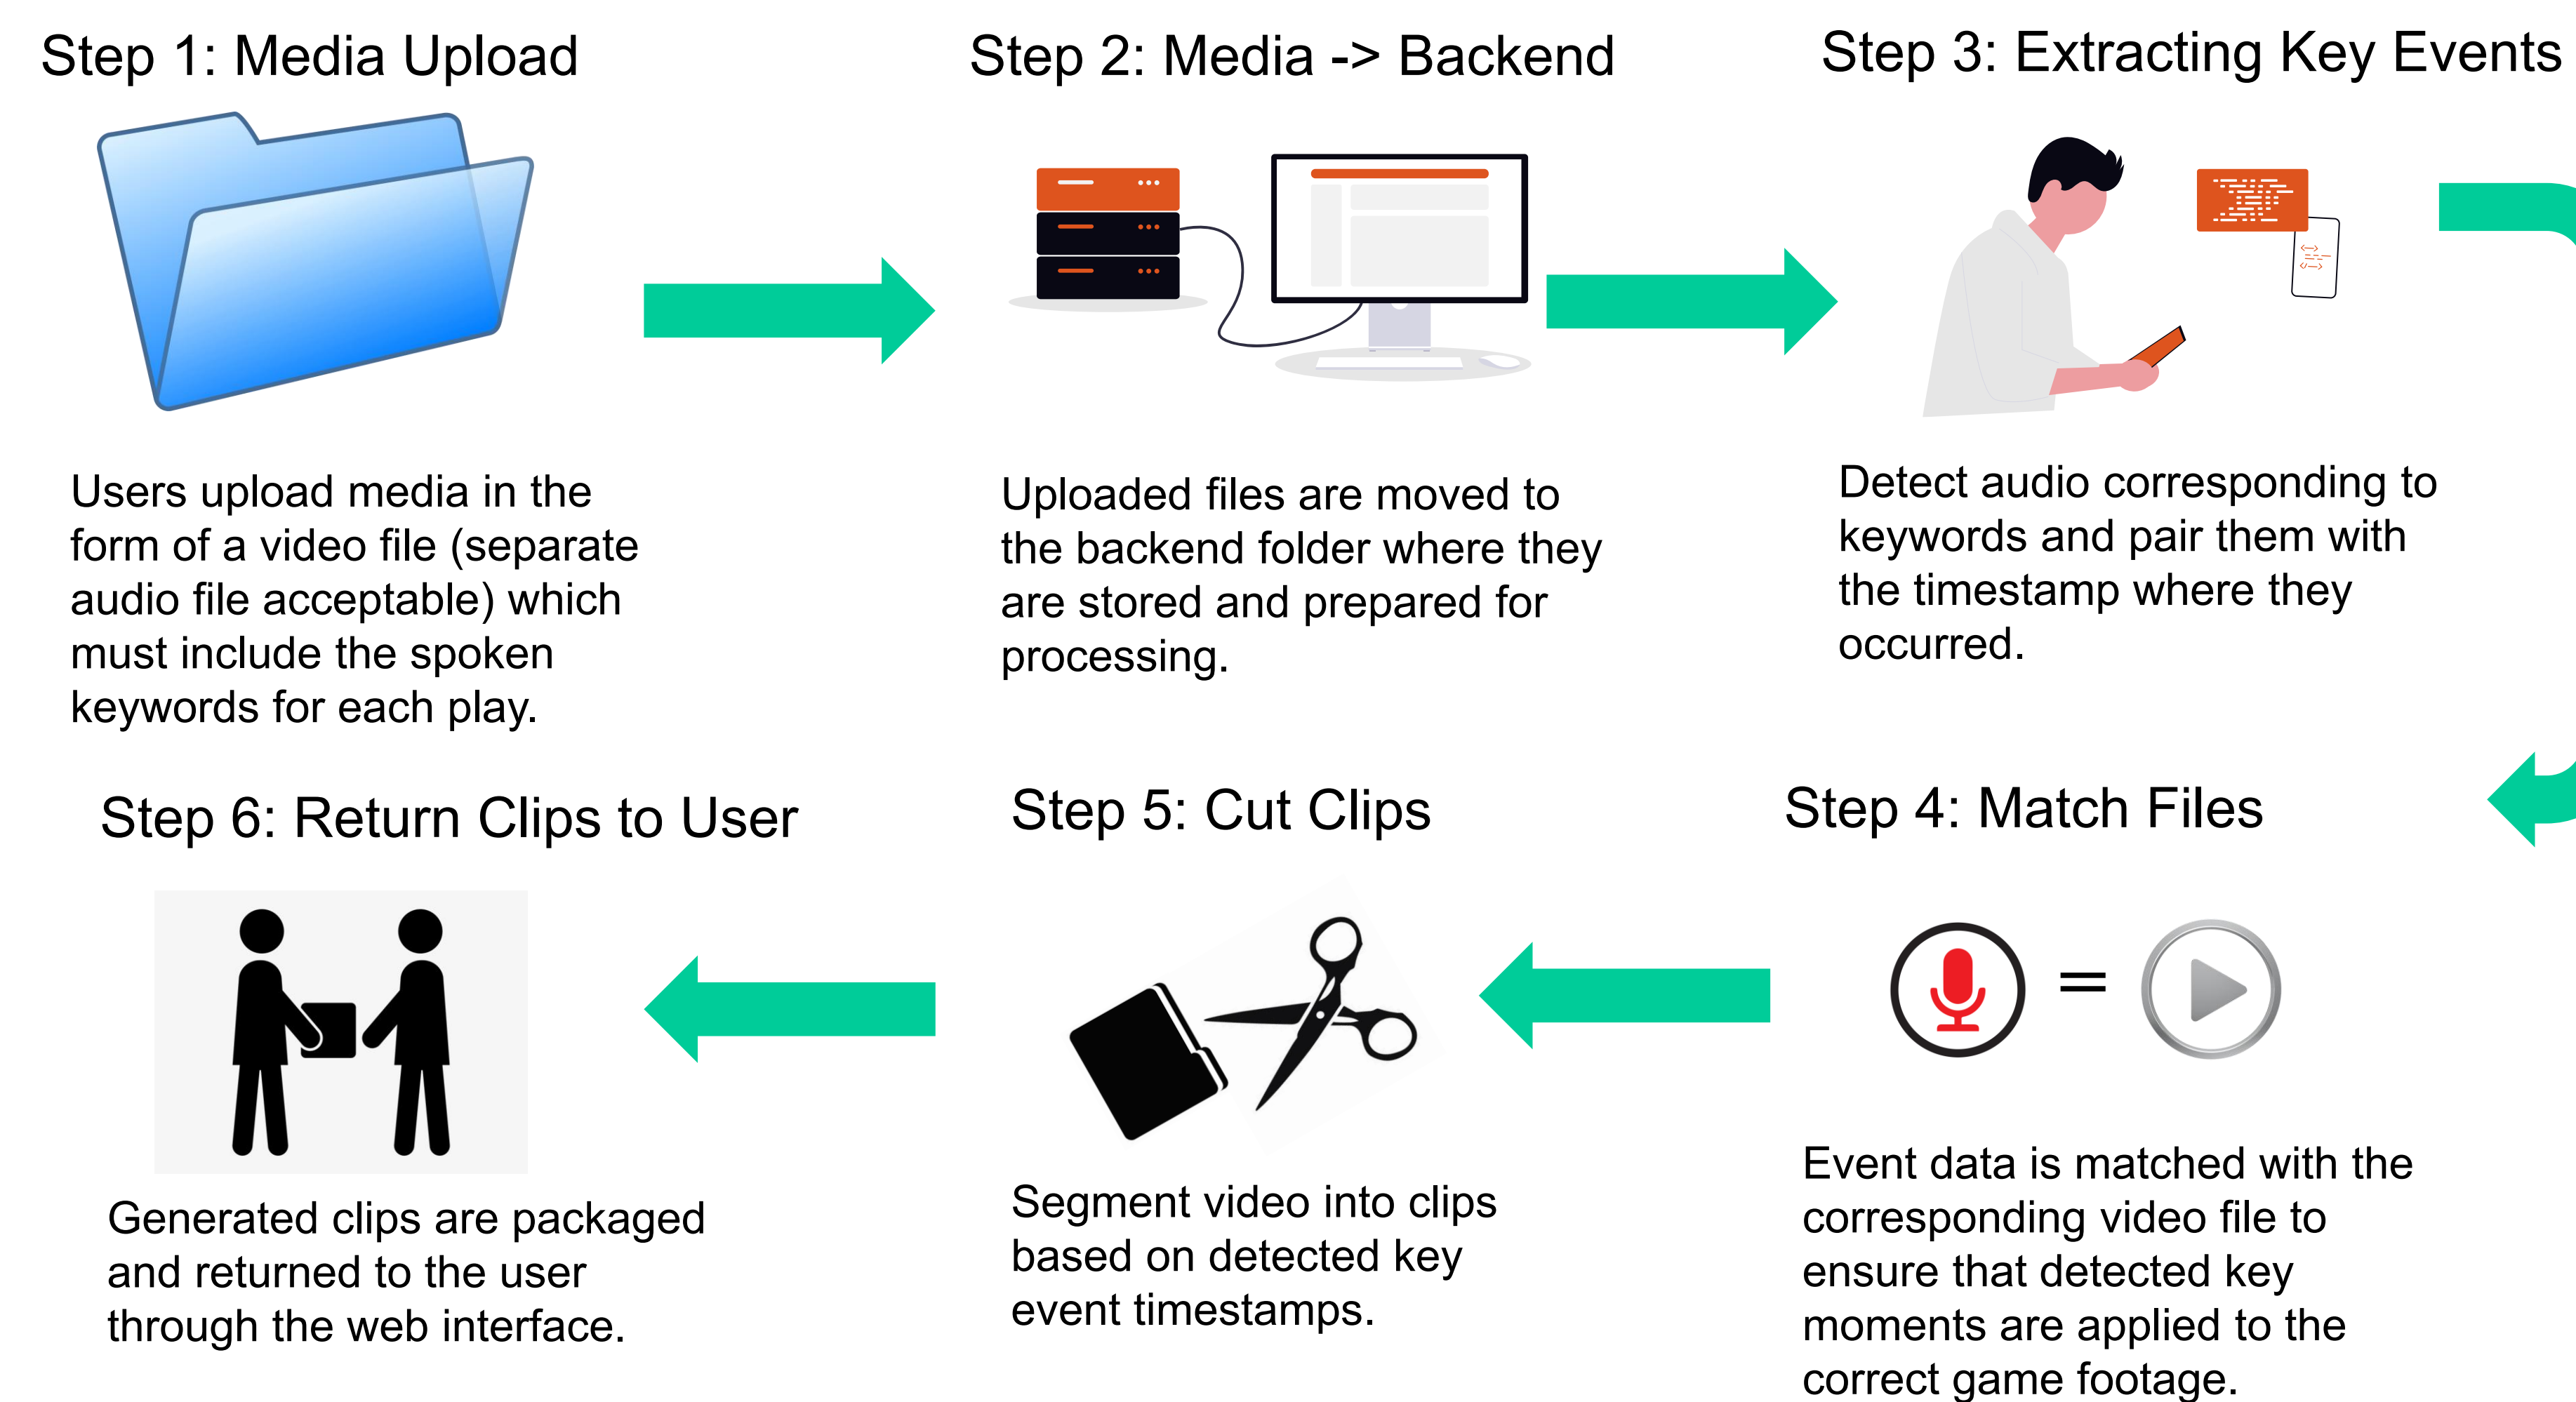 Step 1: Media Upload
Users upload media in the
form of a video file (separate
audio file acceptable) which
must include the spoken
keywords for each play.
Step 2: Media -> Backend
Uploaded files are moved to
the backend folder where they
are stored and prepared for
processing.
Step 3: Extracting Key Events
Detect audio corresponding to
keywords and pair them with
the timestamp where they
occurred.
Step 4: Match Files
=
Event data is matched with the
corresponding video file to
ensure that detected key
moments are applied to the
correct game footage.
Step 5: Cut Clips
Segment video into clips
based on detected key
event timestamps.
Step 6: Return Clips to User
Generated clips are packaged
and returned to the user
through the web interface.